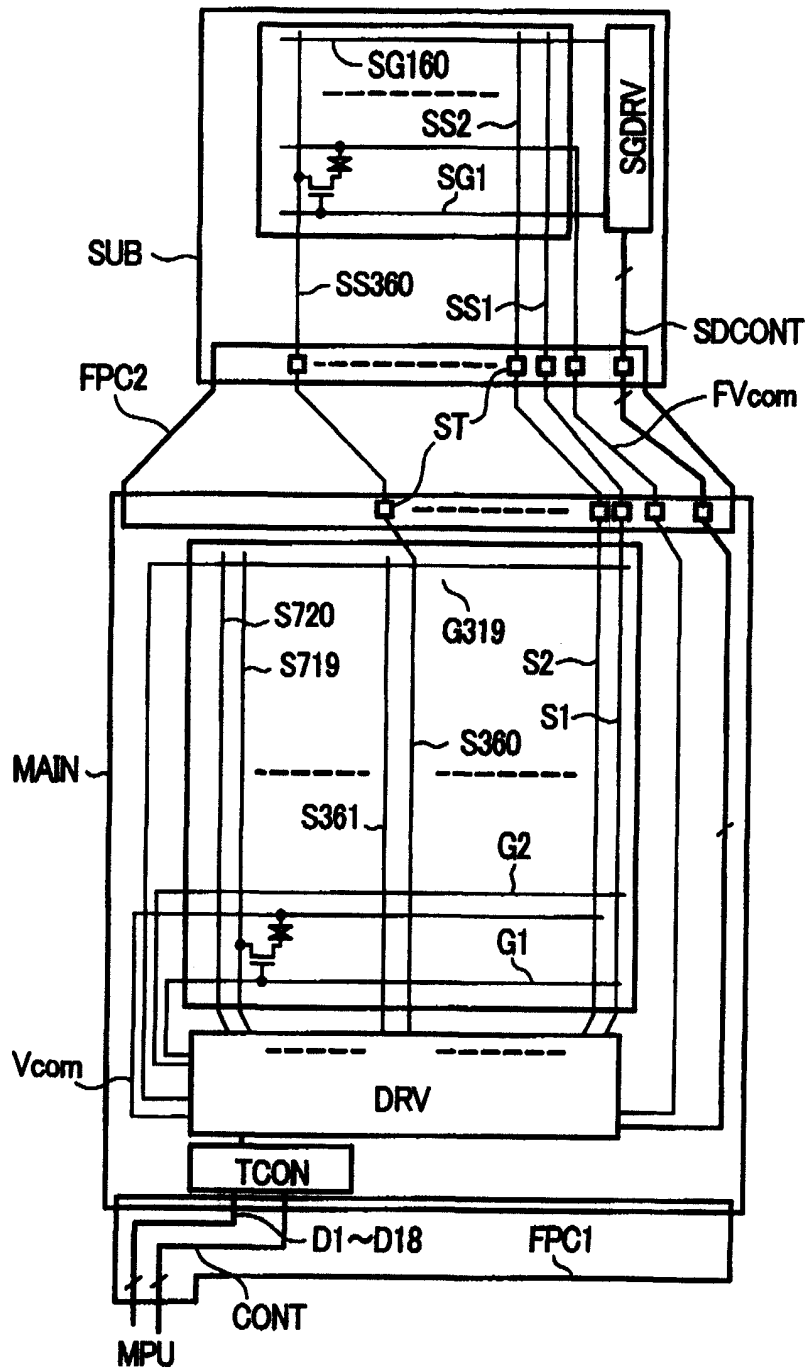 SG160
SS2
SGDRV
SG1
SUB
SS360
SS1
SDCONT
FPC2
ST
FVcom
S720
G319
S719
S2
S1
MAIN
S360
S361
G2
G1
Vcom
DRV
TCON
D1~D18
FPC1
CONT
MPU